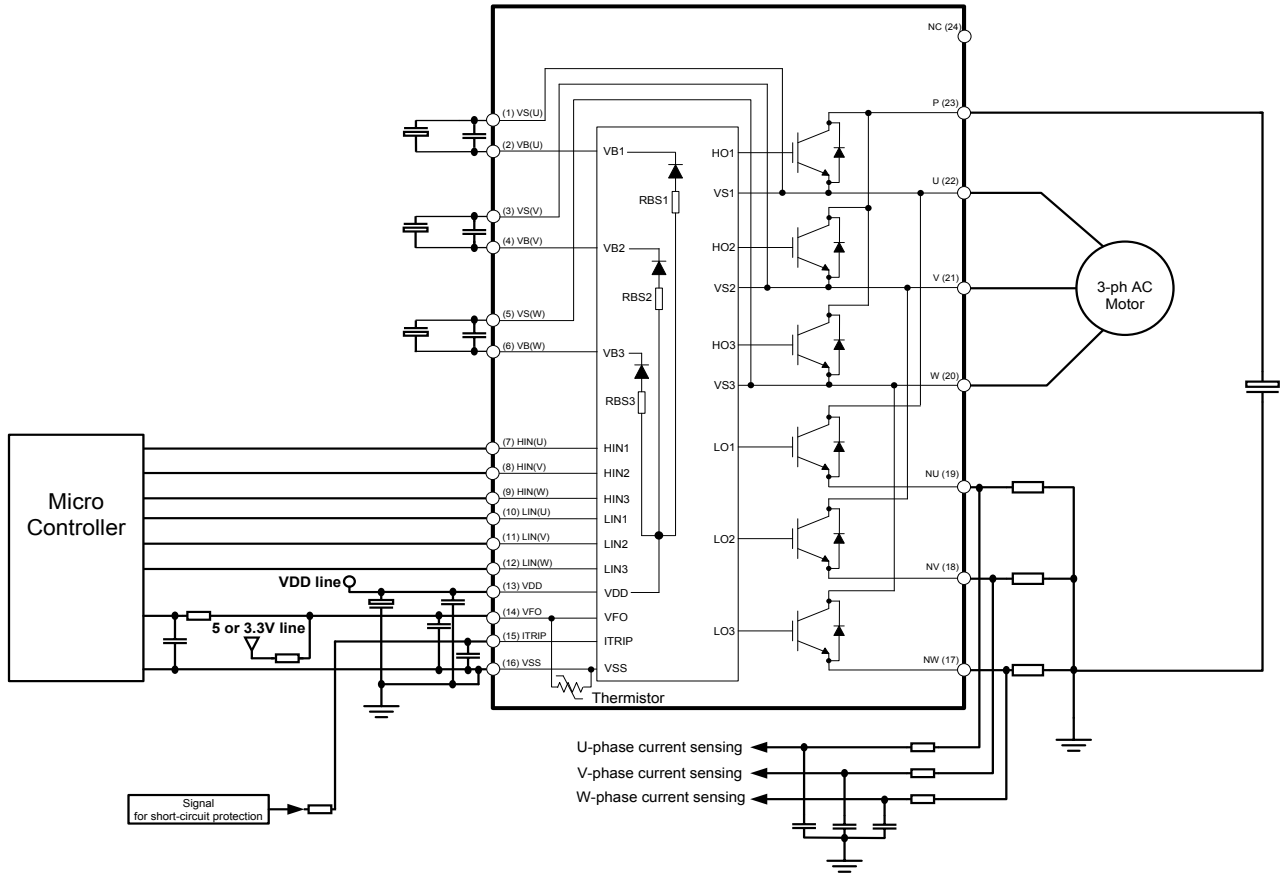 NC (24)
P (23)
(1) VS(U)
(2) VB(U)
VB1
HO1
RBS1
VS1
U (22)
(3) VS(V)
(4) VB(V)
VB2
HO2
RBS2
VS2
V (21)
3-ph AC
Motor
(5) VS(W)
(6) VB(W)
VB3
HO3
RBS3
VS3
W (20)
Micro
Controller
(7) HIN(U)
HIN1
LO1
(8) HIN(V)
HIN2
(9) HIN(W)
HIN3
NU (19)
(10) LIN(U)
LIN1
(11) LIN(V)
LIN2
LO2
(12) LIN(W)
LIN3
NV (18)
VDD line
(13) VDD
VDD
(14) VFO
VFO
5 or 3.3V line
LO3
(15) ITRIP
ITRIP
(16) VSS
VSS
NW (17)
Thermistor
U-phase current sensing
V-phase current sensing
W-phase current sensing
Signal
for short-circuit protection